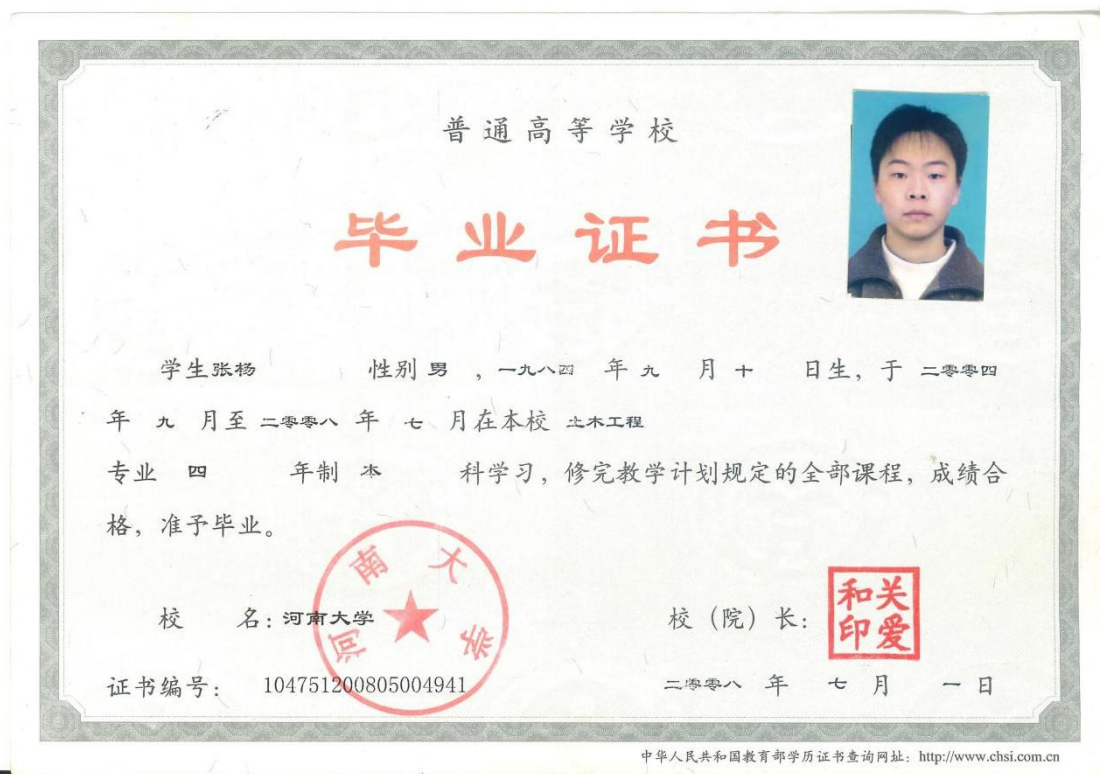 普通高等学校
毕业证书
学生张杨 性别男 ，一九八四 年九 月十 日生，于 二零零四
年 九 月至 二零零八 年 七 月在本校 土木工程
专业 四 年制 本 科学习，修完教学计划规定的全部课程，成绩合
格，准予毕业。
校 名：河南大学
河南大学
校（院）长：
关爱和印
证书编号： 104751200805004941
二零零八 年 七 月 一 日
中华人民共和国教育部学历证书查询网址：http://www.chsi.com.cn